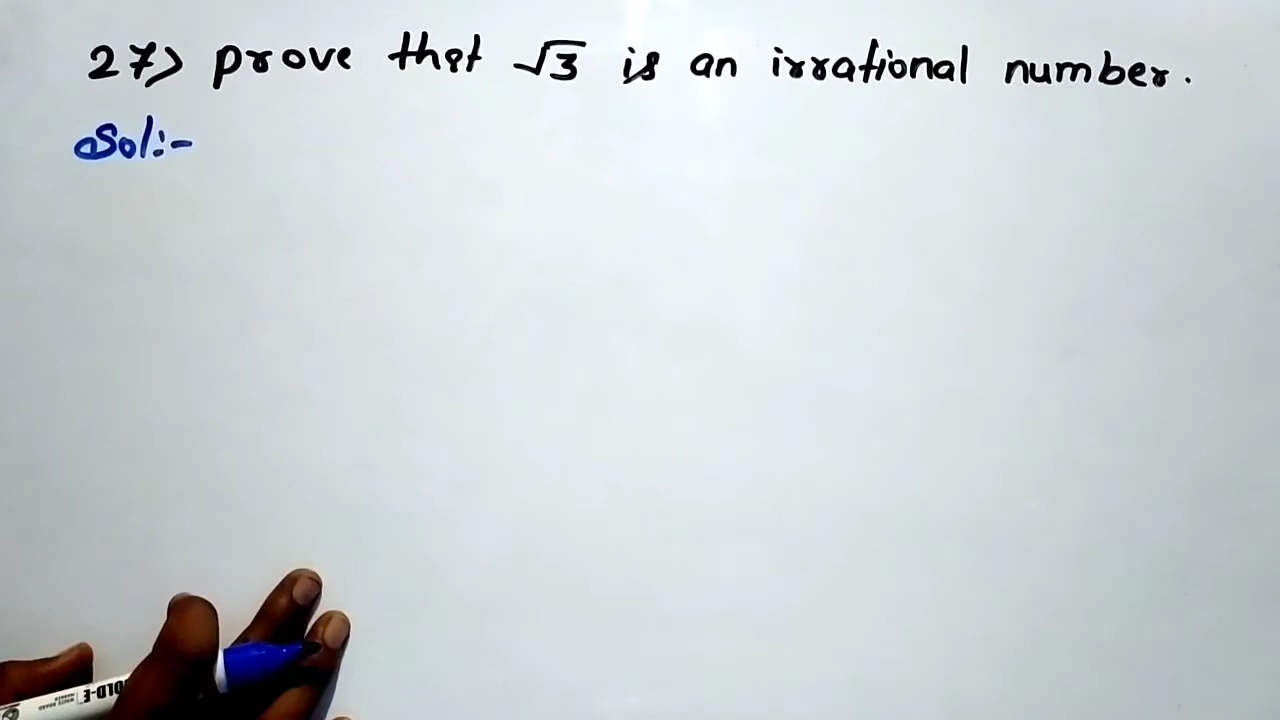 27> prove that √3 is an irrational number.
Sol:-